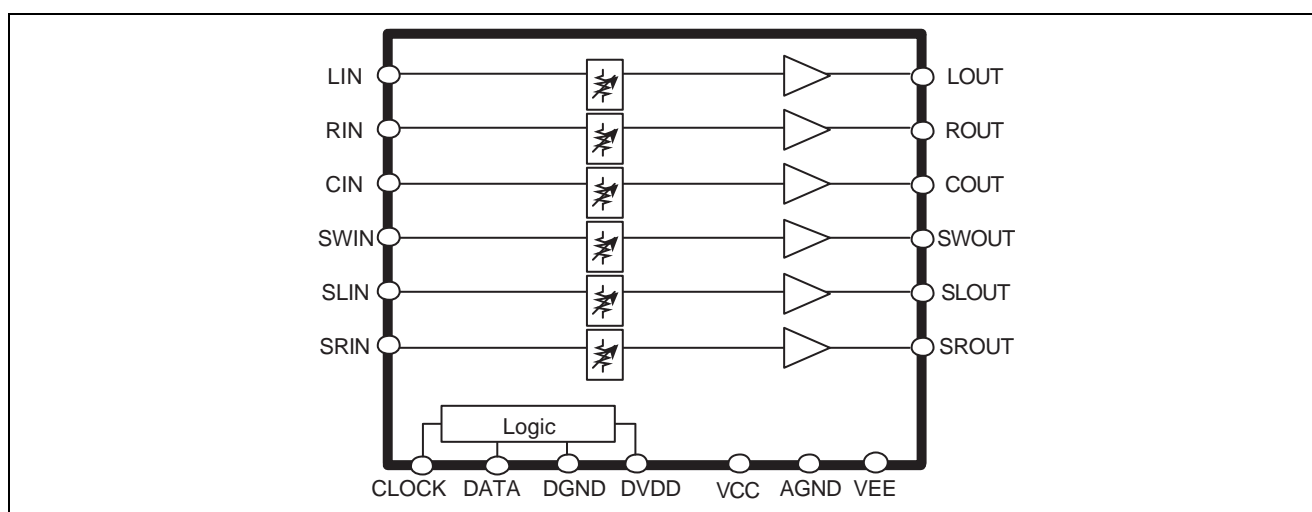 LIN LOUT
RIN ROUT
CIN COUT
SWIN SWOUT
SLIN SLOUT
SRIN SROUT
Logic
CLOCK DATA DGND DVDD VCC AGND VEE